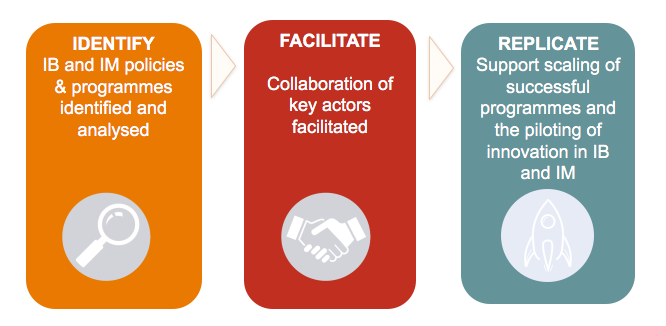 IDENTIFY
IB and IM policies
& programmes
identified and
analysed
FACILITATE
Collaboration of
key actors
facilitated
REPLICATE
Support scaling of
successful
programmes and
the piloting of
innovation in IB
and IM